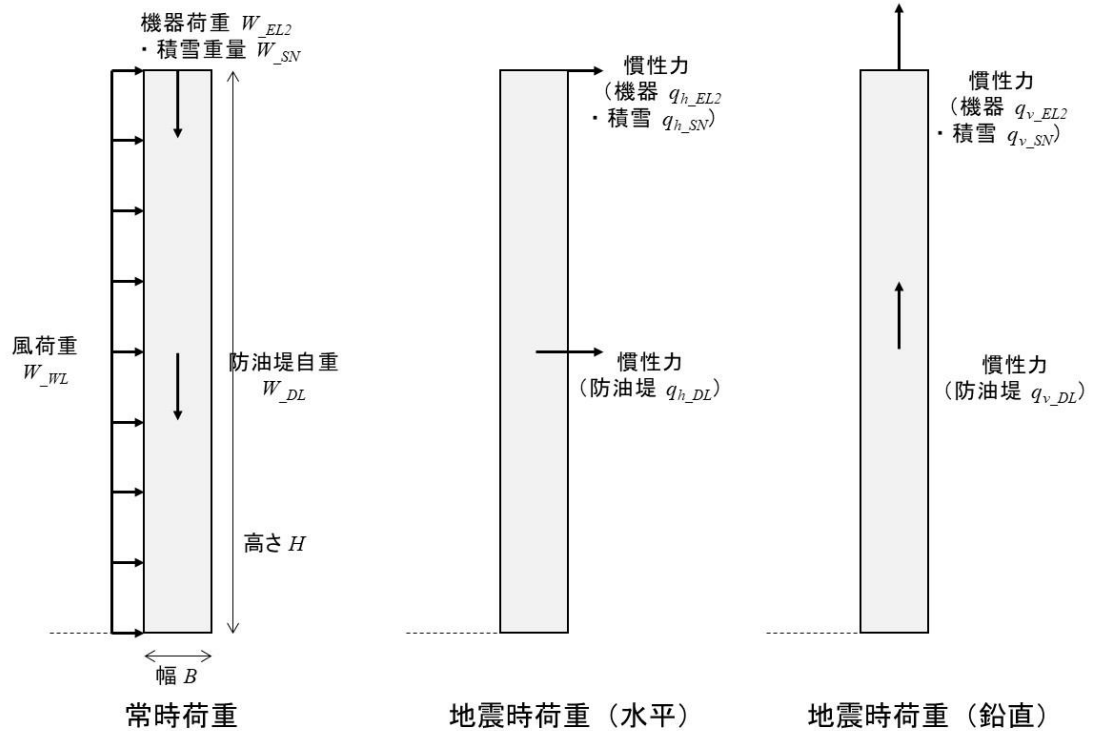 機器荷重 W_EL2
・積雪重量 W_SN
風荷重
W_WL
防油堤自重
W_DL
高さ H
幅 B
常時荷重
慣性力
（機器 q_h_EL2
・積雪 q_h_SN）
慣性力
（防油堤 q_h_DL）
地震時荷重（水平）
慣性力
（機器 q_v_EL2
・積雪 q_v_SN）
慣性力
（防油堤 q_v_DL）
地震時荷重（鉛直）